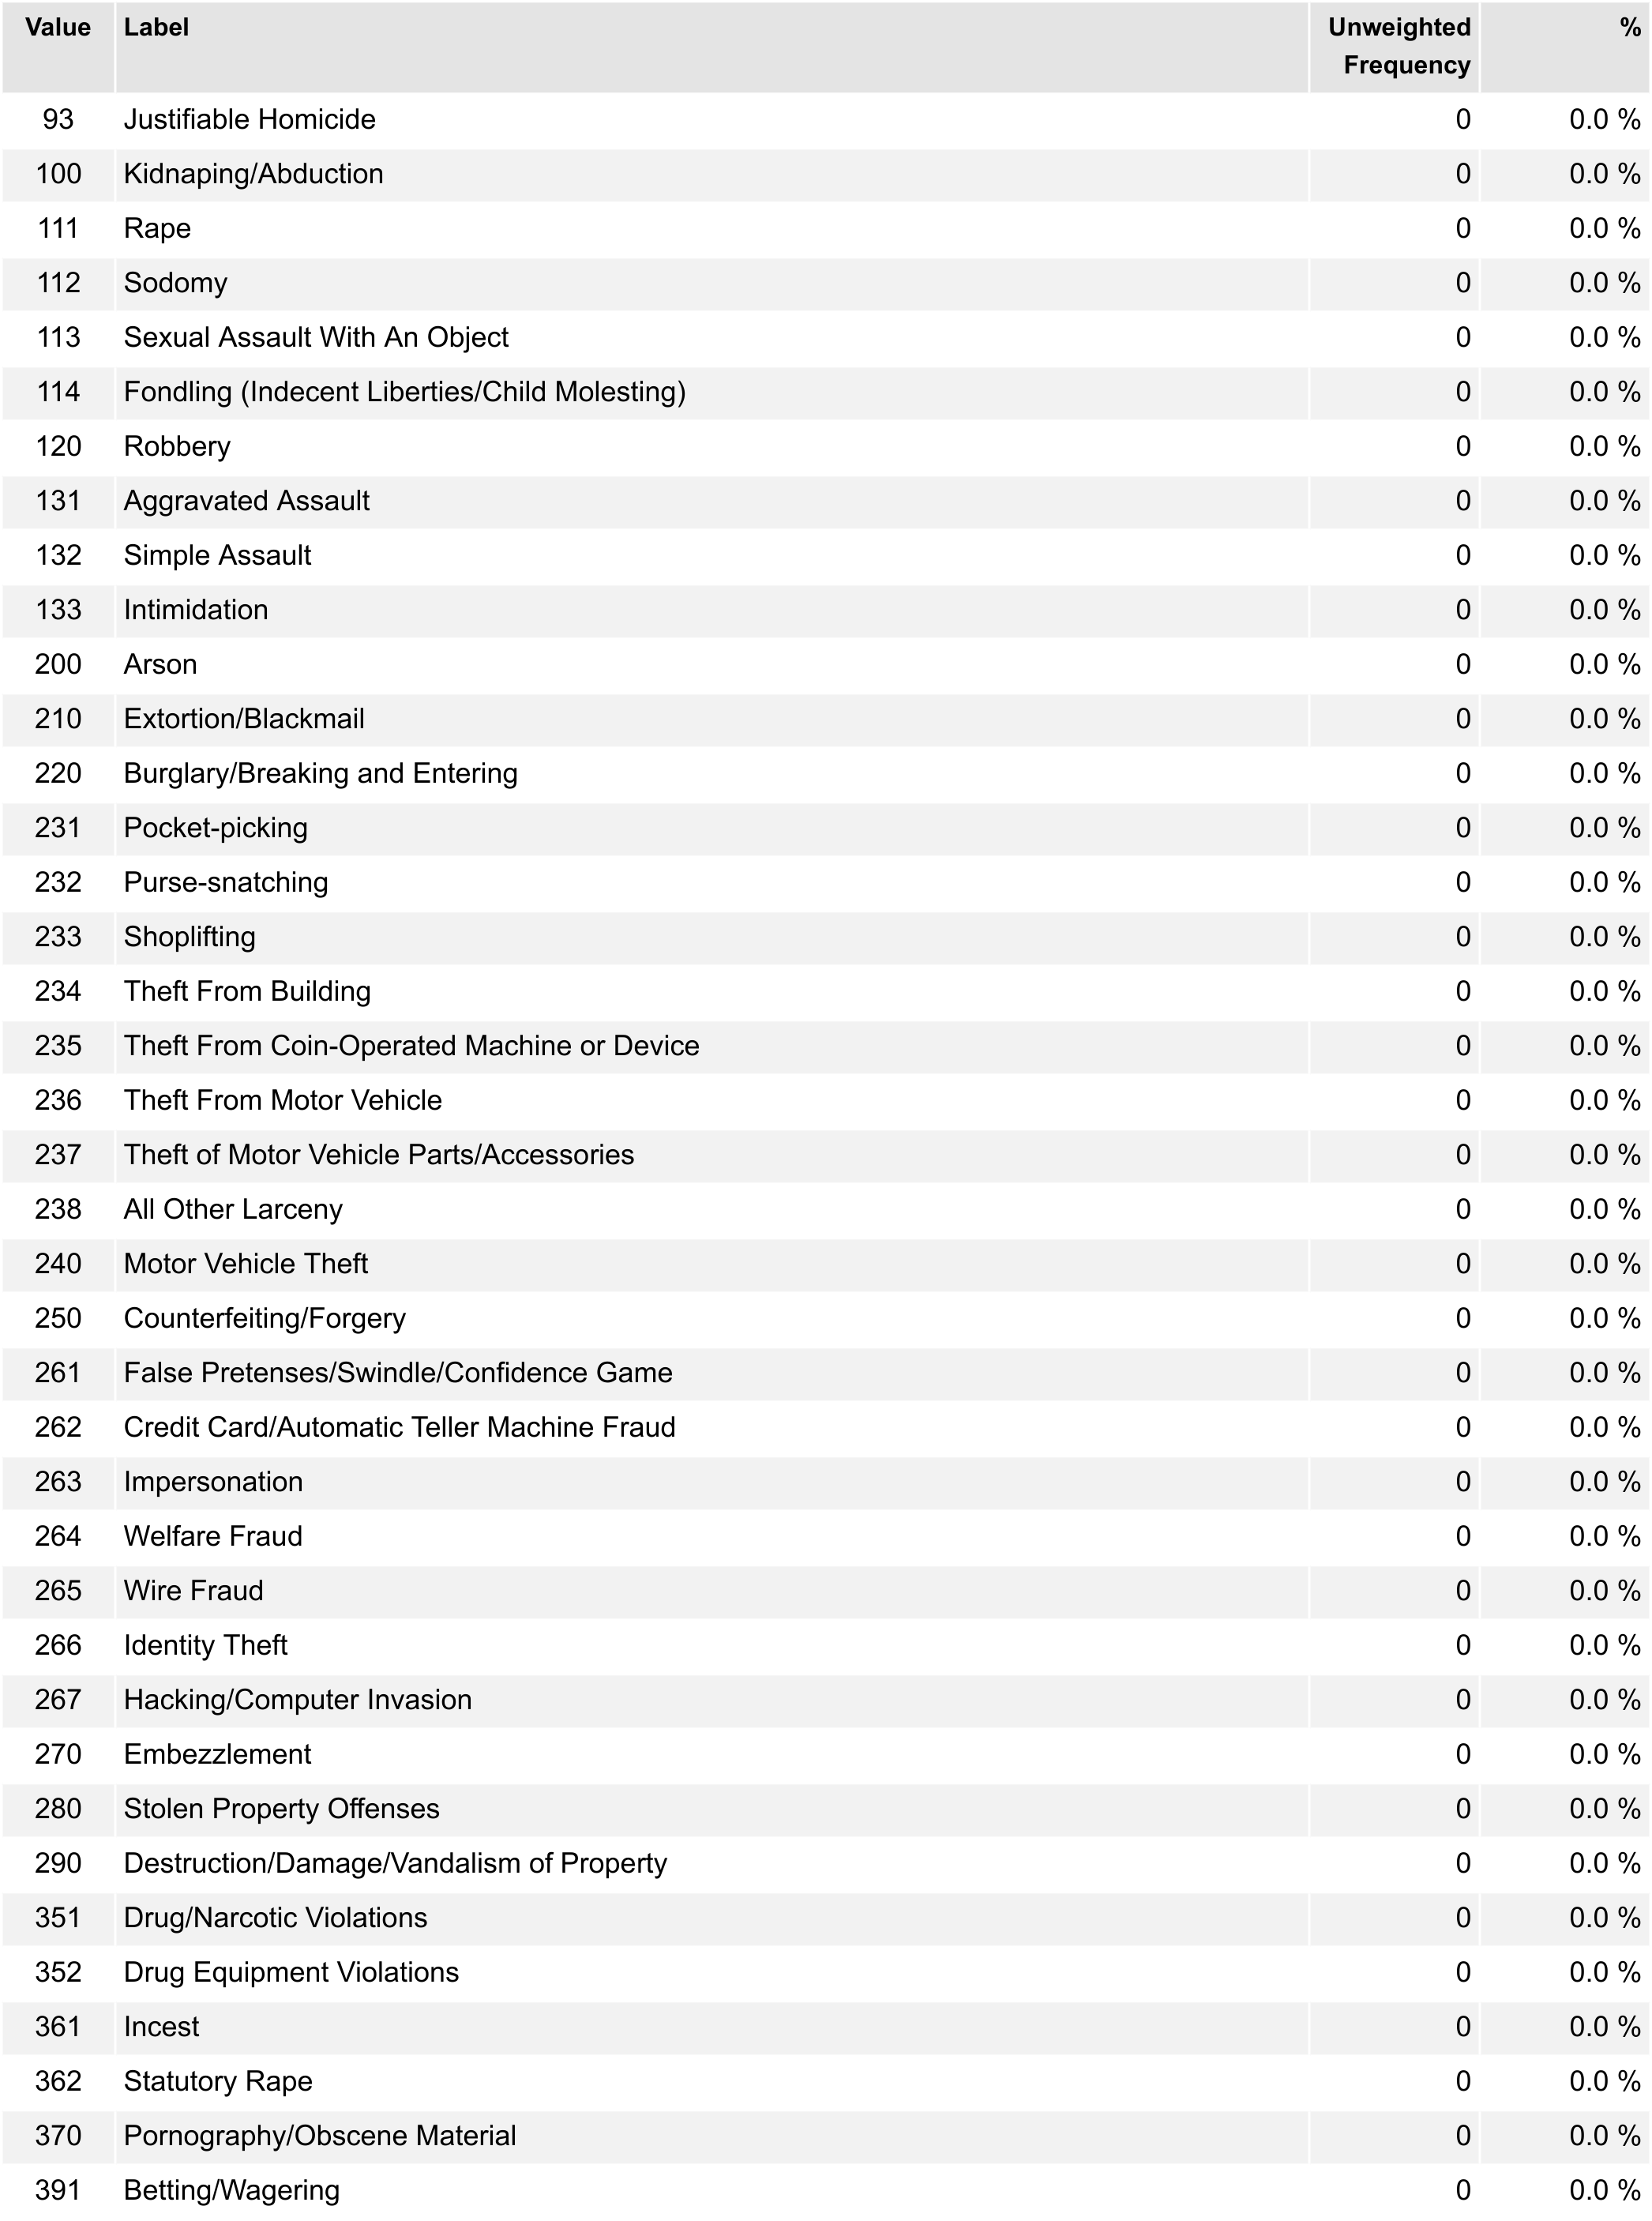 Value Label Unweighted Frequency %
93 Justifiable Homicide 0 0.0 %
100 Kidnaping/Abduction 0 0.0 %
111 Rape 0 0.0 %
112 Sodomy 0 0.0 %
113 Sexual Assault With An Object 0 0.0 %
114 Fondling (Indecent Liberties/Child Molesting) 0 0.0 %
120 Robbery 0 0.0 %
131 Aggravated Assault 0 0.0 %
132 Simple Assault 0 0.0 %
133 Intimidation 0 0.0 %
200 Arson 0 0.0 %
210 Extortion/Blackmail 0 0.0 %
220 Burglary/Breaking and Entering 0 0.0 %
231 Pocket-picking 0 0.0 %
232 Purse-snatching 0 0.0 %
233 Shoplifting 0 0.0 %
234 Theft From Building 0 0.0 %
235 Theft From Coin-Operated Machine or Device 0 0.0 %
236 Theft From Motor Vehicle 0 0.0 %
237 Theft of Motor Vehicle Parts/Accessories 0 0.0 %
238 All Other Larceny 0 0.0 %
240 Motor Vehicle Theft 0 0.0 %
250 Counterfeiting/Forgery 0 0.0 %
261 False Pretenses/Swindle/Confidence Game 0 0.0 %
262 Credit Card/Automatic Teller Machine Fraud 0 0.0 %
263 Impersonation 0 0.0 %
264 Welfare Fraud 0 0.0 %
265 Wire Fraud 0 0.0 %
266 Identity Theft 0 0.0 %
267 Hacking/Computer Invasion 0 0.0 %
270 Embezzlement 0 0.0 %
280 Stolen Property Offenses 0 0.0 %
290 Destruction/Damage/Vandalism of Property 0 0.0 %
351 Drug/Narcotic Violations 0 0.0 %
352 Drug Equipment Violations 0 0.0 %
361 Incest 0 0.0 %
362 Statutory Rape 0 0.0 %
370 Pornography/Obscene Material 0 0.0 %
391 Betting/Wagering 0 0.0 %